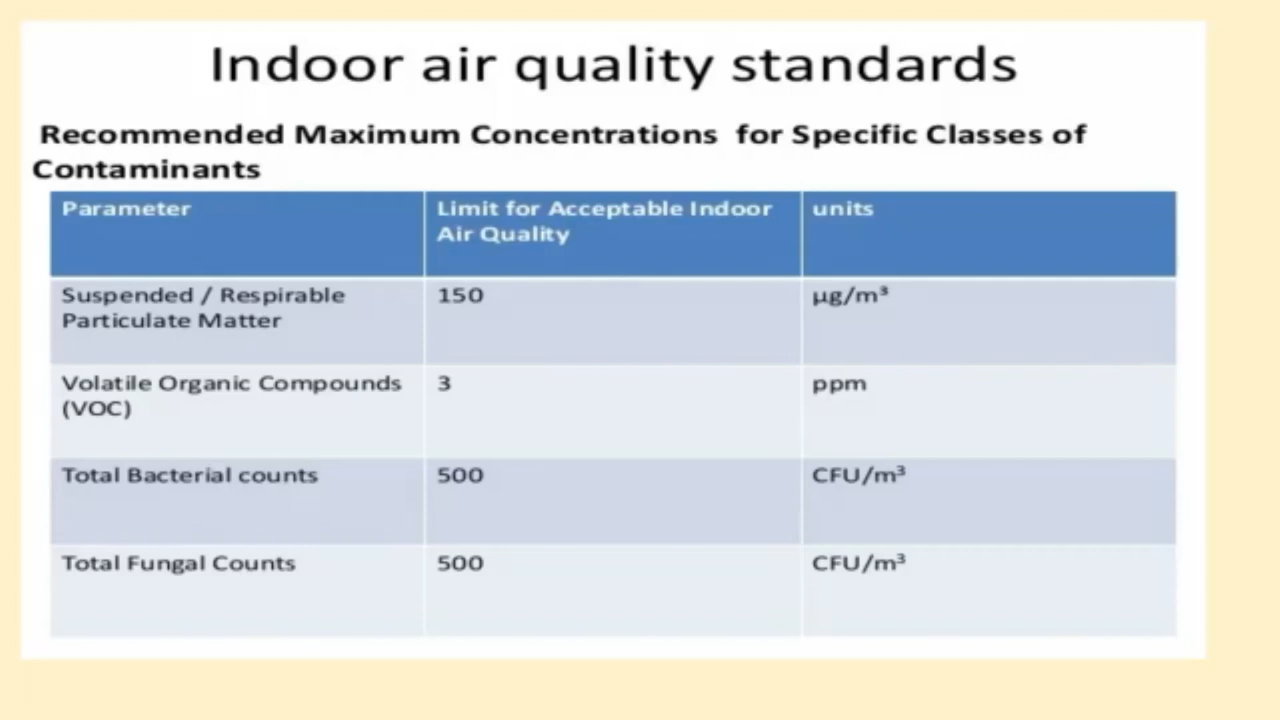 Indoor air quality standards
Recommended Maximum Concentrations for Specific Classes of
Contaminants
Parameter
Limit for Acceptable Indoor
Air Quality
units
Suspended / Respirable
Particulate Matter
150
µg/m³
Volatile Organic Compounds
(VOC)
3
ppm
Total Bacterial counts
500
CFU/m³
Total Fungal Counts
500
CFU/m³